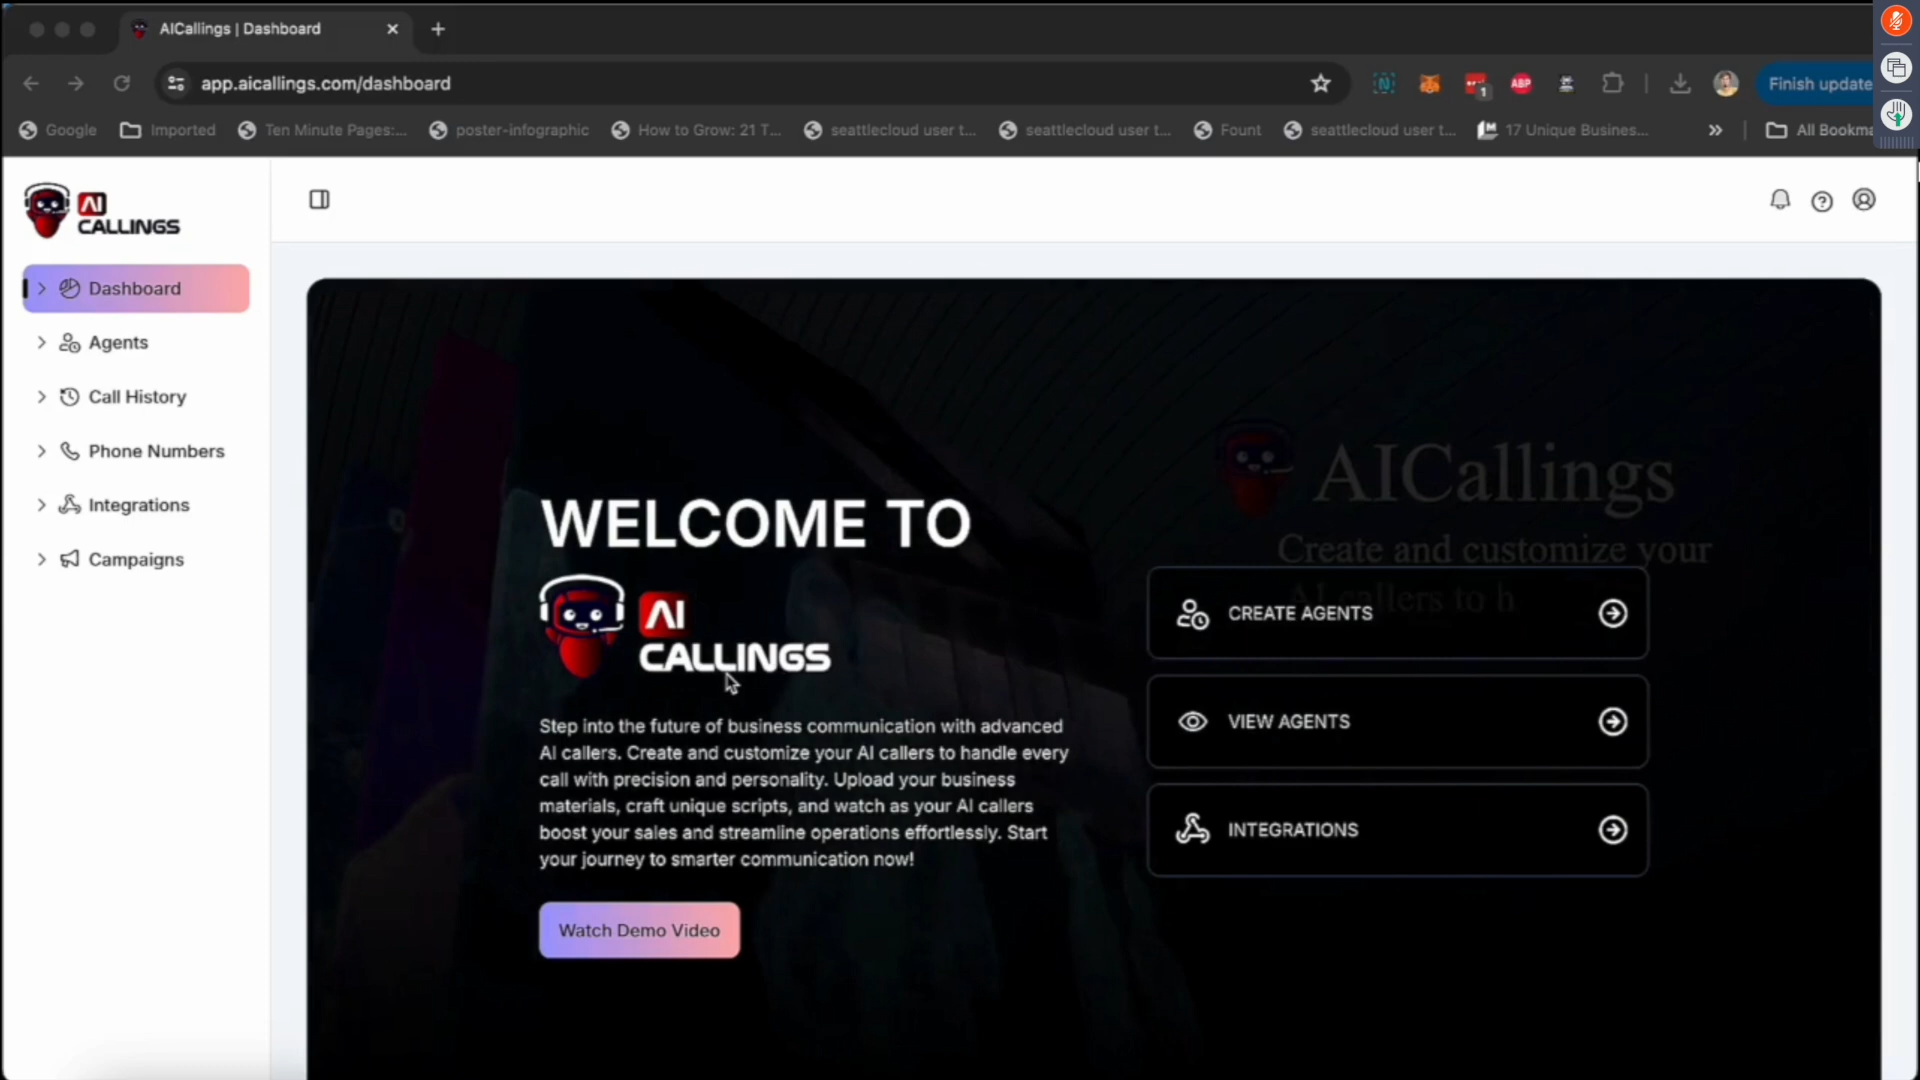 AICallings | Dashboard
app.aicallings.com/dashboard
1
ABP
Finish update
Google
Imported
Ten Minute Pages:...
poster-infographic
How to Grow: 21 T...
seattlecloud user t...
seattlecloud user t...
Fount
seattlecloud user t...
17 Unique Busines...
All Bookma
AI
CALLINGS
Dashboard
Agents
Call History
Phone Numbers
Integrations
Campaigns
WELCOME TO
AI
CALLINGS
Step into the future of business communication with advanced
AI callers. Create and customize your AI callers to handle every
call with precision and personality. Upload your business
materials, craft unique scripts, and watch as your AI callers
boost your sales and streamline operations effortlessly. Start
your journey to smarter communication now!
Watch Demo Video
AICallings
Create and customize your
AI callers to h
CREATE AGENTS
VIEW AGENTS
INTEGRATIONS